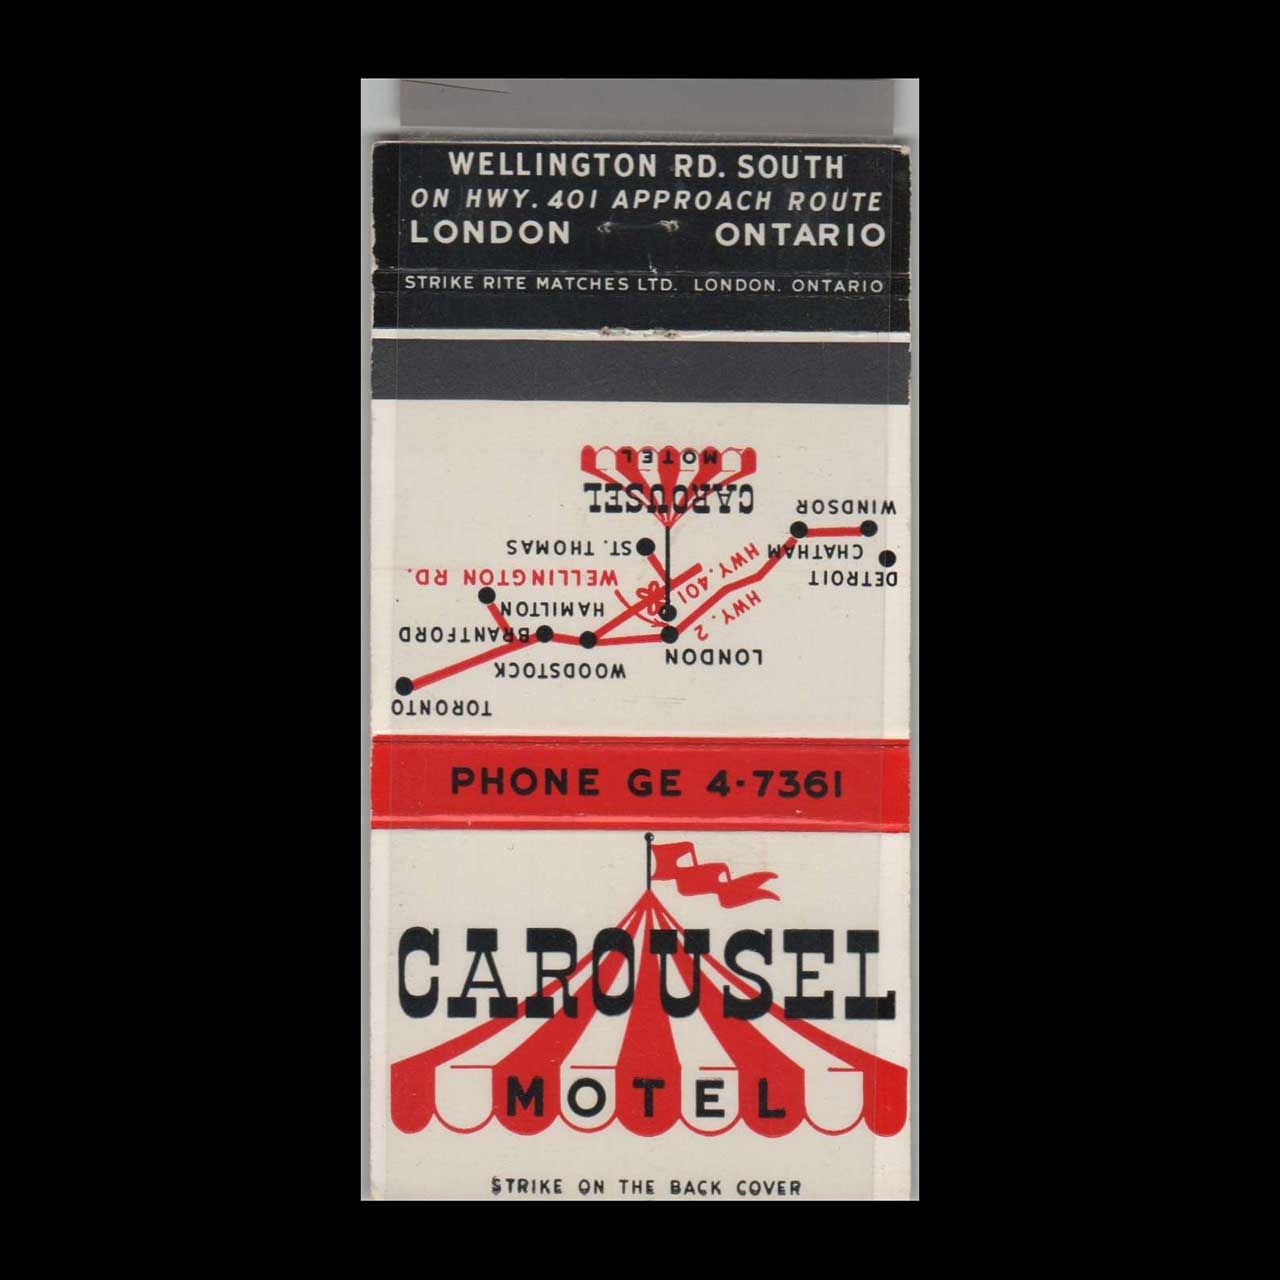 WELLINGTON RD. SOUTH
ON HWY. 401 APPROACH ROUTE
LONDON ONTARIO
STRIKE RITE MATCHES LTD. LONDON. ONTARIO
TORONTO
WOODSTOCK
LONDON
BRANTFORD
HAMILTON
HWY. 2
WELLINGTON RD.
HWY. 401
DETROIT
CHATHAM
ST. THOMAS
WINDSOR
CAROUSEL
MOTEL
PHONE GE 4-7361
CAROUSEL
MOTEL
STRIKE ON THE BACK COVER